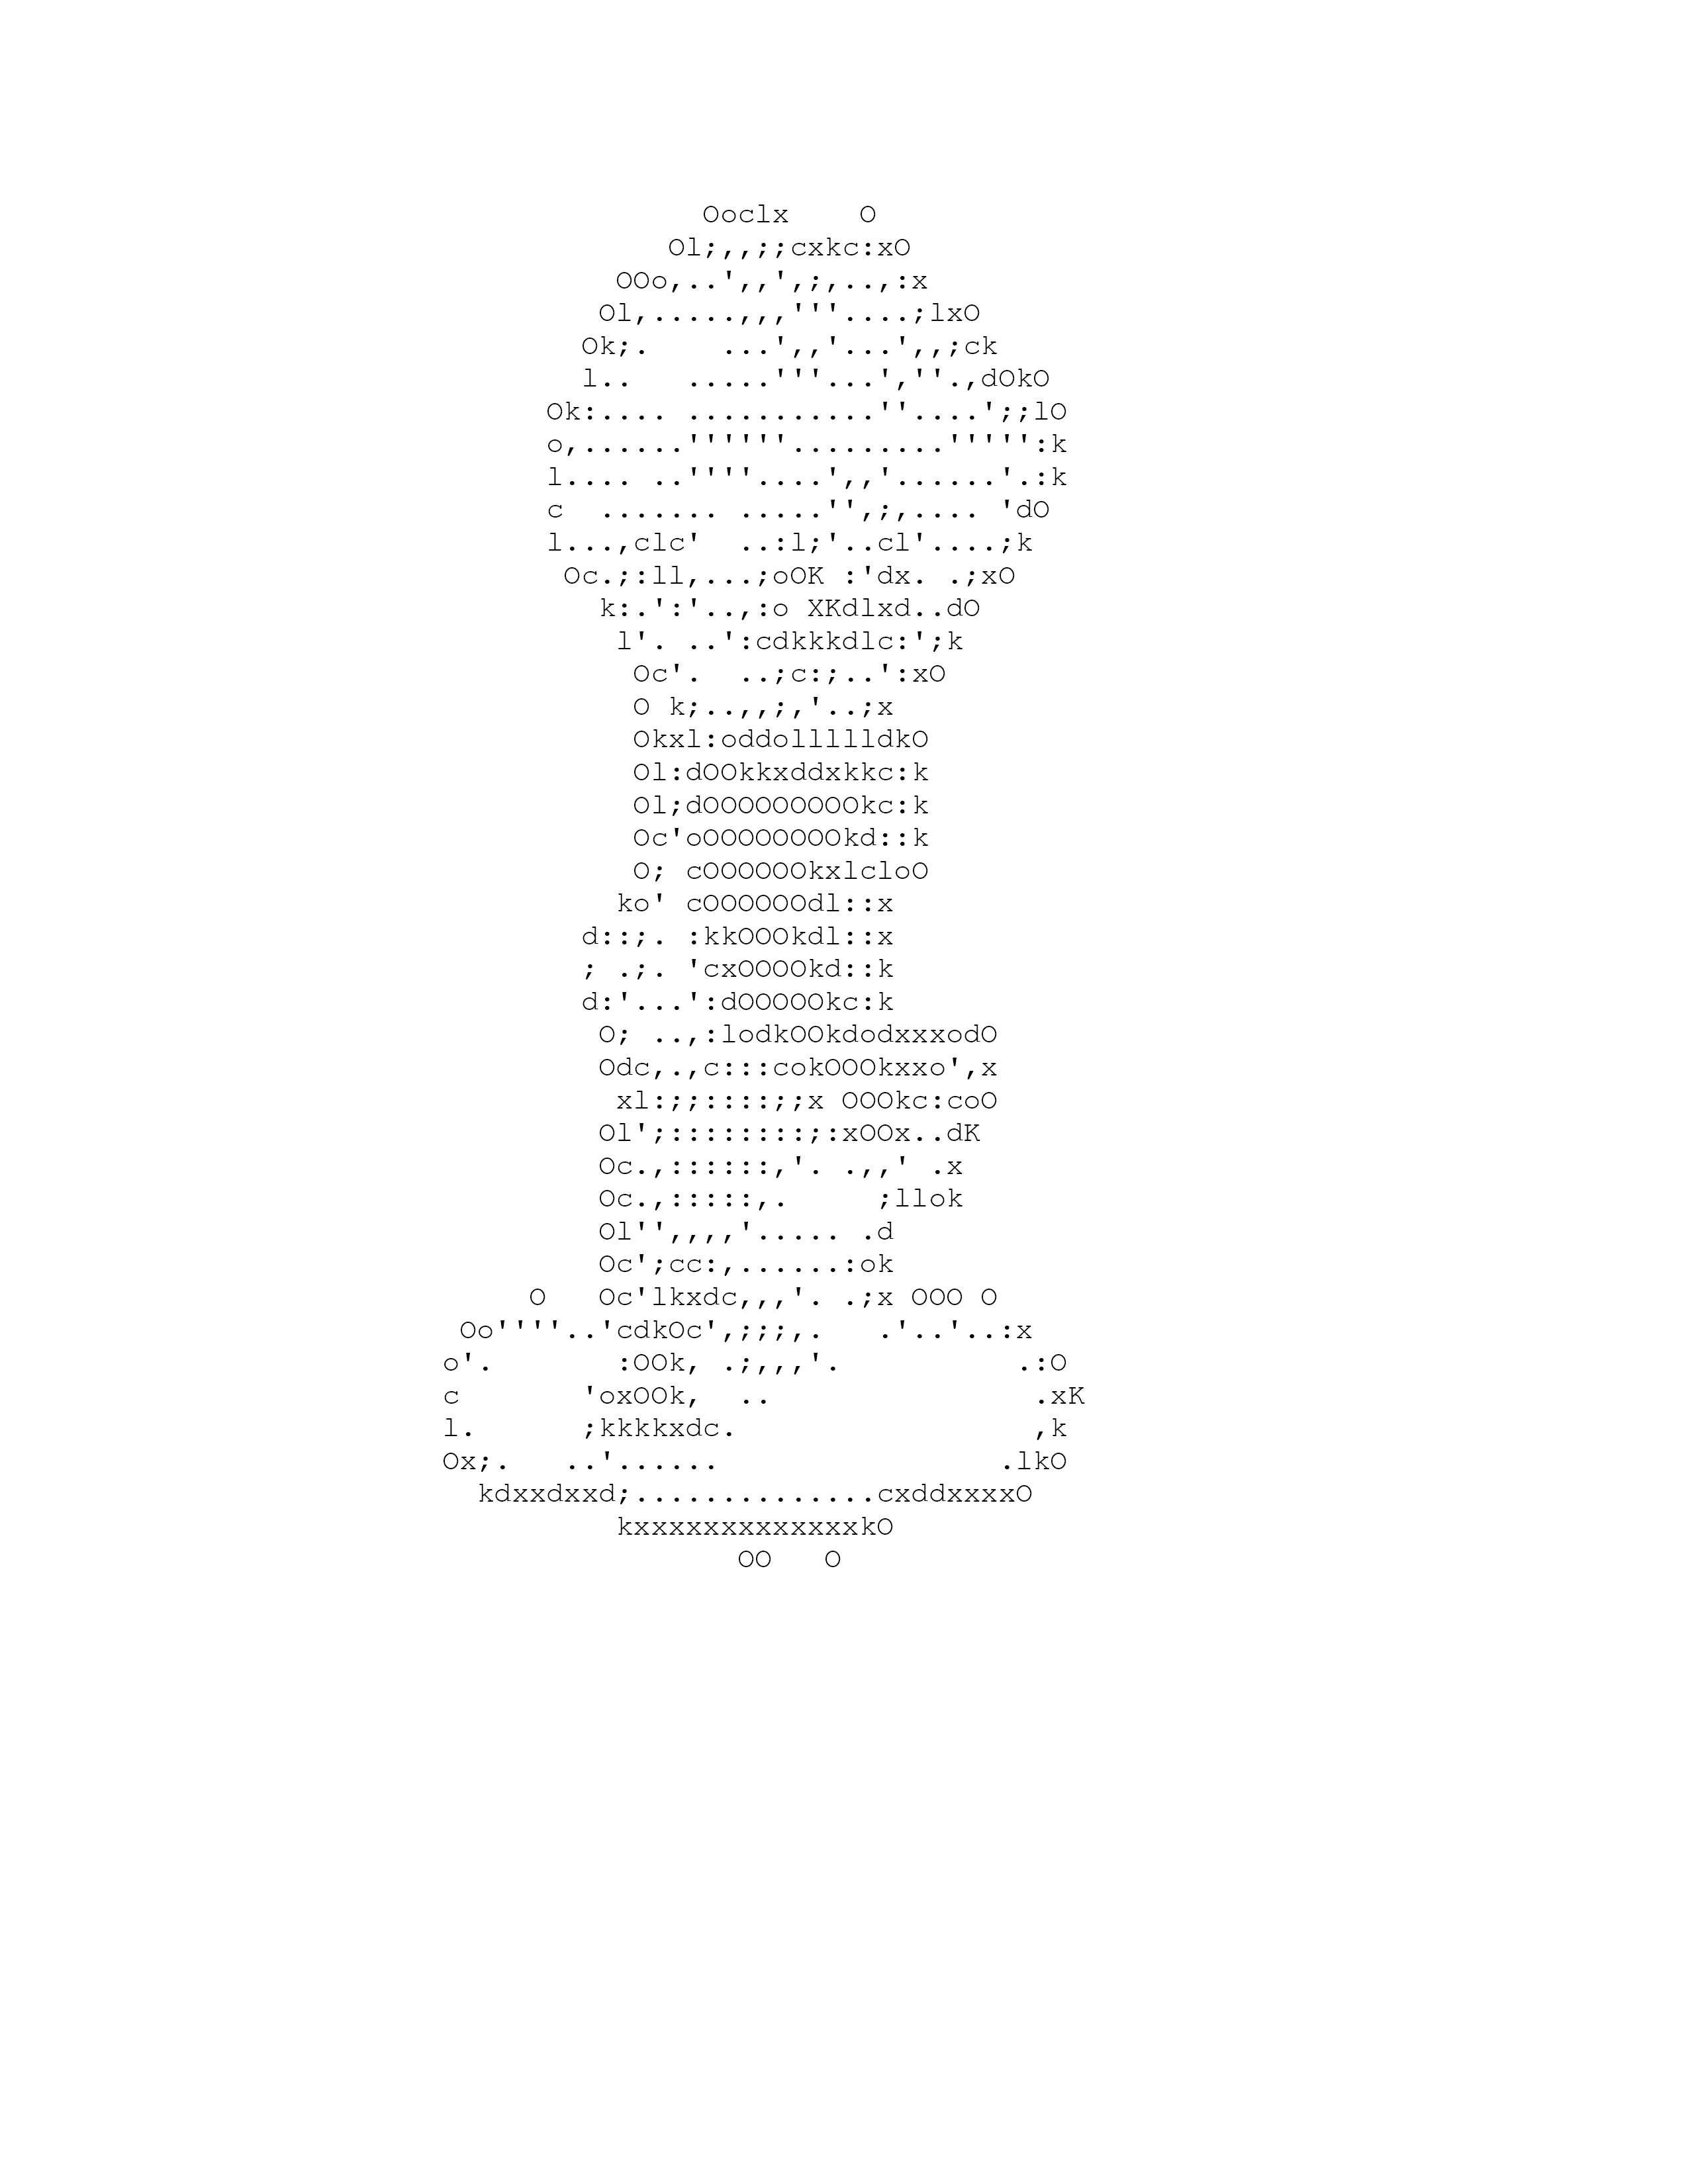 Ooclx    O
Ol;,,;;cxkc:xO
OOo,..',,',;,..,:x
Ol,.....,,,'''....;lxO
Ok;.    ...',,'...',,;ck
l..   .....'''...',''.,dOkO
Ok:.... ...........''....';;lO
o,......''''''.........''''':k
l.... ..''''....',,'......'.:k
c  ....... .....'',;,.... 'dO
l...,clc'  ..:l;'..cl'....;k
Oc.;:ll,...;oOK :'dx. .;xO
k:.':'..,:o XKdlxd..dO
l'. ..':cdkkkdlc:';k
Oc'.  ..;c:;..':xO
O k;..,,;,'..;x
Okxl:oddollllldkO
Ol:dOOkkxddxkkc:k
Ol;dOOOOOOOOOkc:k
Oc'oOOOOOOOOkd::k
O; cOOOOOOkxlcloO
ko' cOOOOOOdl::x
d::;. :kkOOOkdl::x
; .;. 'cxOOOOkd::k
d:'...':dOOOOOkc:k
O; ..,:lodkOOkdodxxxodO
Odc,.,c:::cokOOOkxxo',x
xl:;;::::;;x OOOkc:coO
Ol';::::::::;:xOOx..dK
Oc.,::::::,'. .,,' .x
Oc.,:::::,.     ;llok
Ol'',,,,'..... .d
Oc';cc:,......:ok
O   Oc'lkxdc,,,'. .;x OOO O
Oo''''..'cdkOc',;;;,.   .'..'..:x
o'.       :OOk, .;,,,'.          .:O
c       'oxOOk,  ..               .xK
l.      ;kkkkxdc.                 ,k
Ox;.   ..'......                .lkO
kdxxdxxd;..............cxddxxxxO
kxxxxxxxxxxxxxkO
OO   O